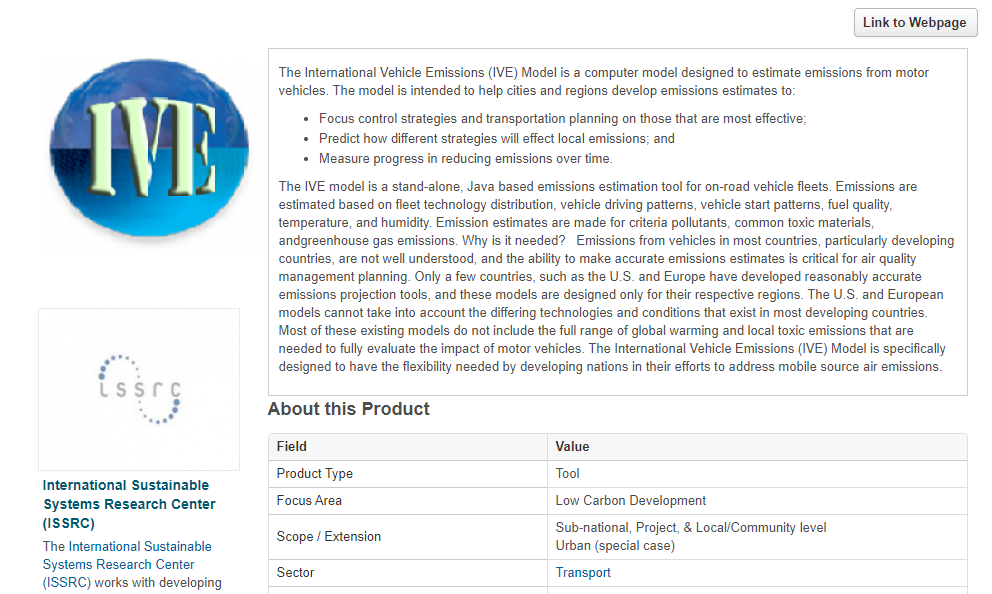 Link to Webpage
IVE
The International Vehicle Emissions (IVE) Model is a computer model designed to estimate emissions from motor
vehicles. The model is intended to help cities and regions develop emissions estimates to:
• Focus control strategies and transportation planning on those that are most effective;
• Predict how different strategies will effect local emissions; and
• Measure progress in reducing emissions over time.
The IVE model is a stand-alone, Java based emissions estimation tool for on-road vehicle fleets. Emissions are
estimated based on fleet technology distribution, vehicle driving patterns, vehicle start patterns, fuel quality,
temperature, and humidity. Emission estimates are made for criteria pollutants, common toxic materials,
andgreenhouse gas emissions. Why is it needed?   Emissions from vehicles in most countries, particularly developing
countries, are not well understood, and the ability to make accurate emissions estimates is critical for air quality
management planning. Only a few countries, such as the U.S. and Europe have developed reasonably accurate
emissions projection tools, and these models are designed only for their respective regions. The U.S. and European
models cannot take into account the differing technologies and conditions that exist in most developing countries.
Most of these existing models do not include the full range of global warming and local toxic emissions that are
needed to fully evaluate the impact of motor vehicles. The International Vehicle Emissions (IVE) Model is specifically
designed to have the flexibility needed by developing nations in their efforts to address mobile source air emissions.
issrc
International Sustainable
Systems Research Center
(ISSRC)
The International Sustainable
Systems Research Center
(ISSRC) works with developing
About this Product
Field Value
Product Type Tool
Focus Area Low Carbon Development
Scope / Extension Sub-national, Project, & Local/Community level
Urban (special case)
Sector Transport